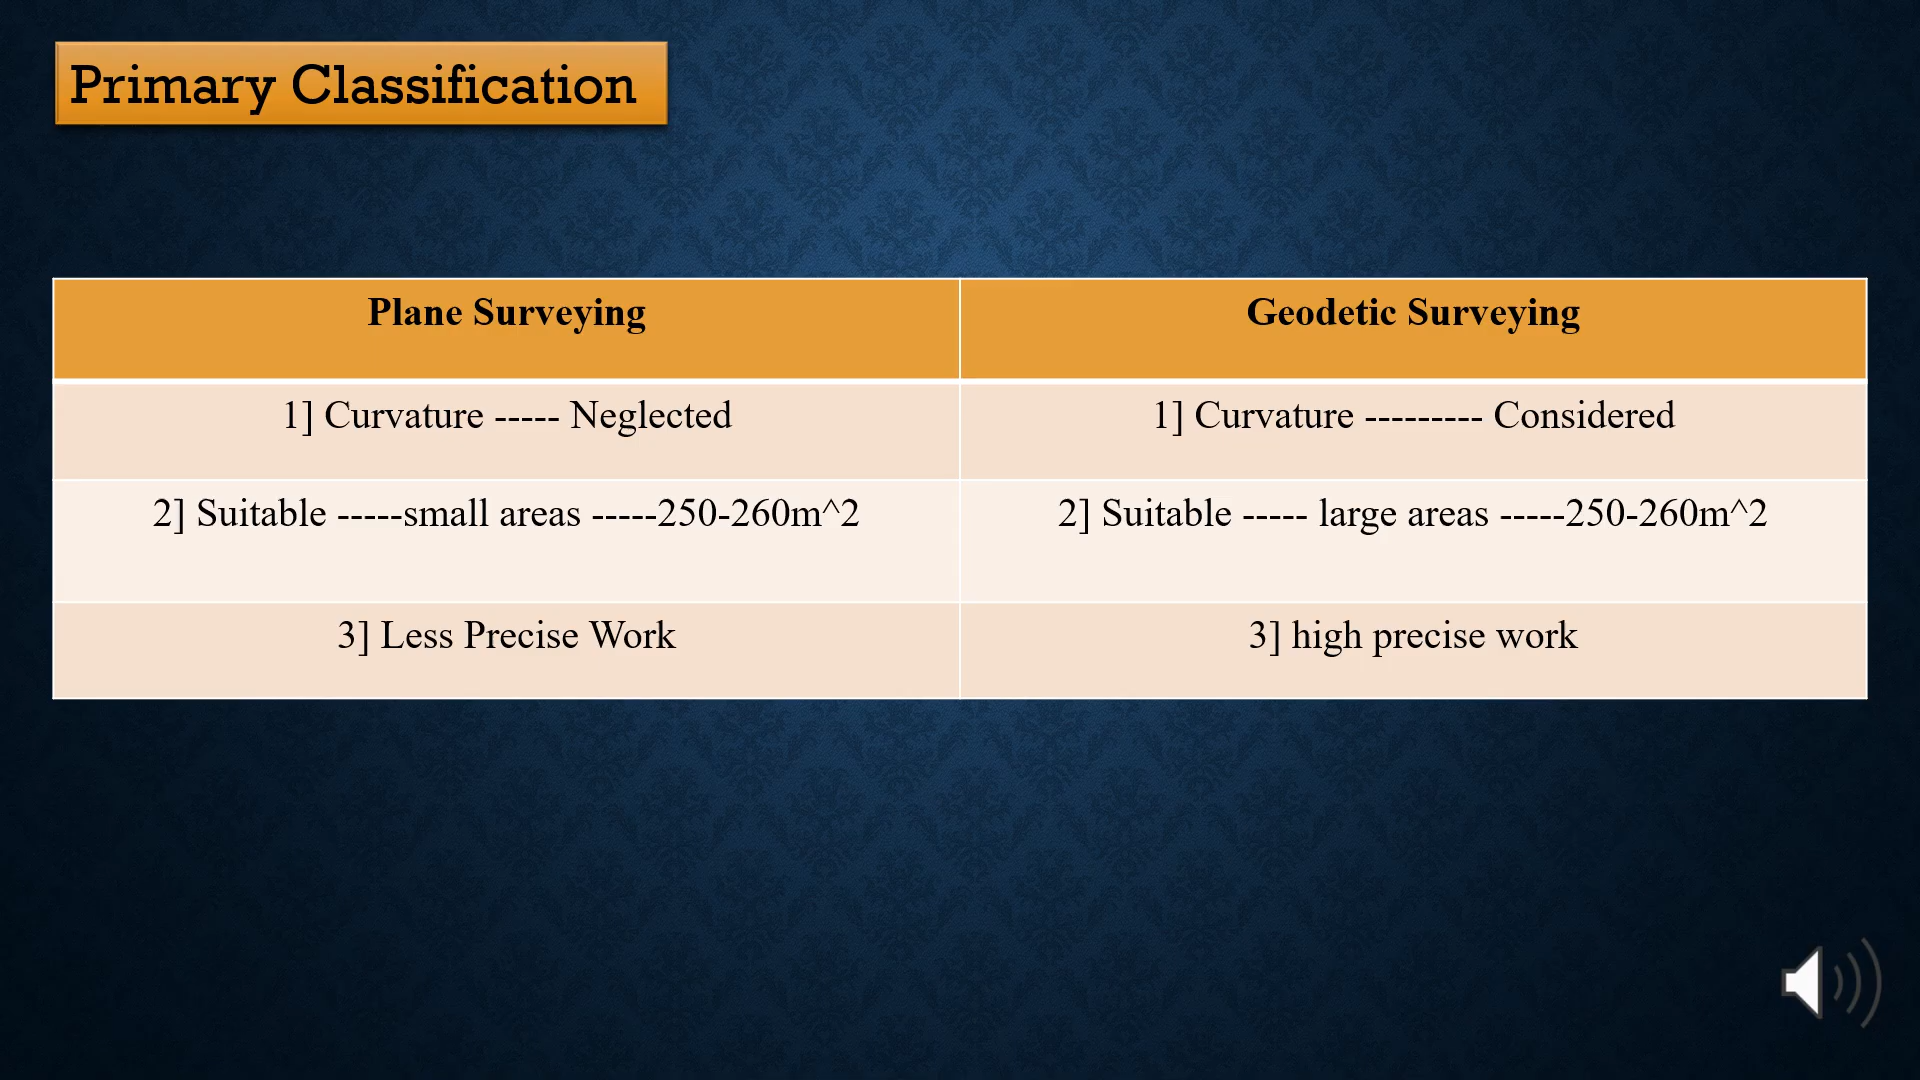 Primary Classification
Plane Surveying
Geodetic Surveying
1] Curvature ----- Neglected
1] Curvature --------- Considered
2] Suitable -----small areas -----250-260m^2
2] Suitable ----- large areas -----250-260m^2
3] Less Precise Work
3] high precise work